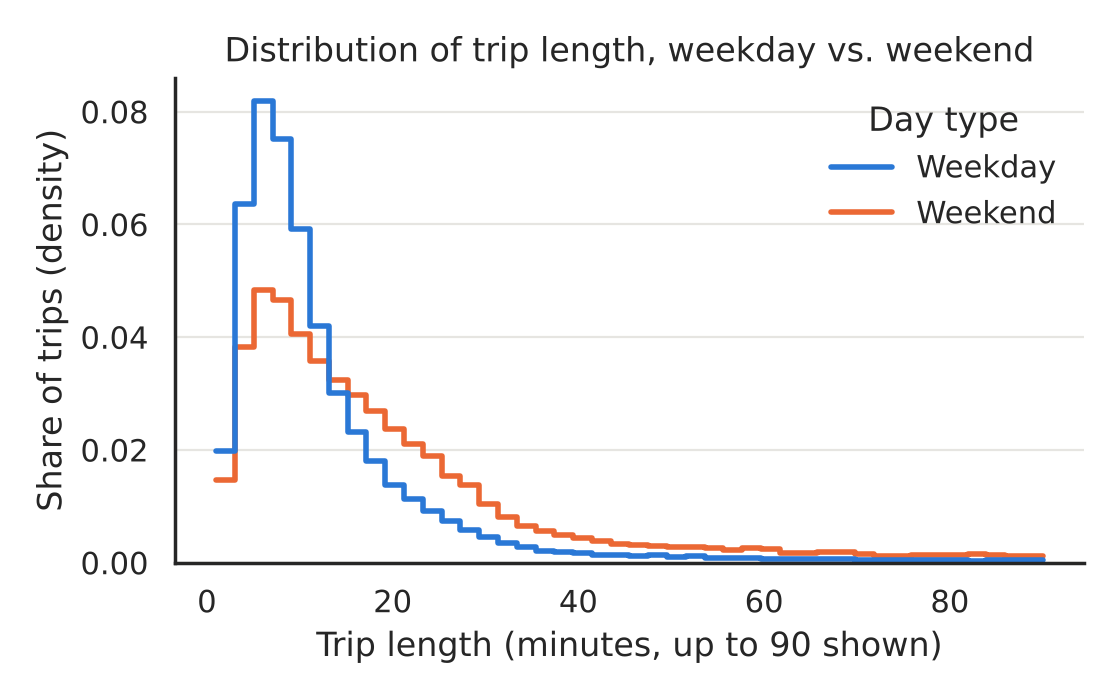 Distribution of trip length, weekday vs. weekend
Share of trips (density)
0.08
0.06
0.04
0.02
0.00
Day type
Weekday
Weekend
0 20 40 60 80
Trip length (minutes, up to 90 shown)